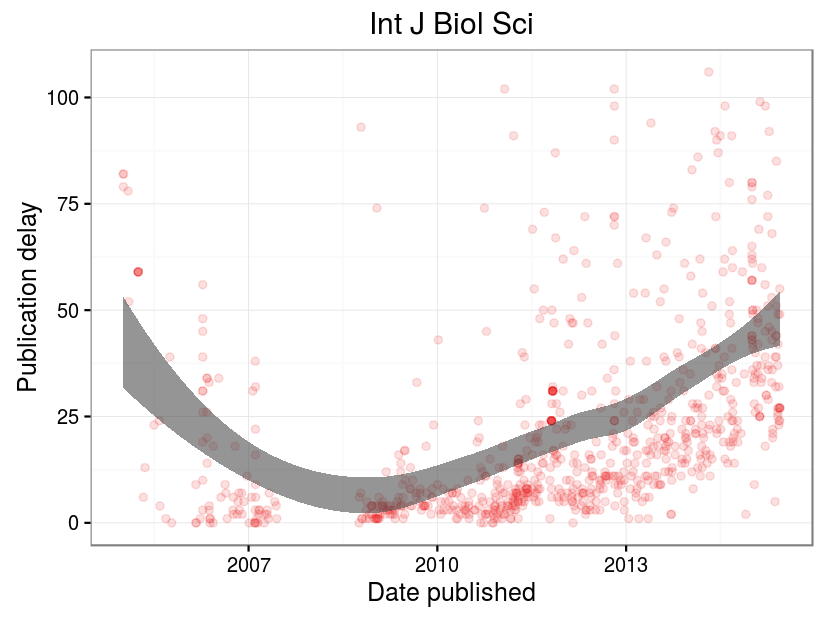 Int J Biol Sci
Publication delay
100
75
50
25
0
2007
2010
2013
Date published